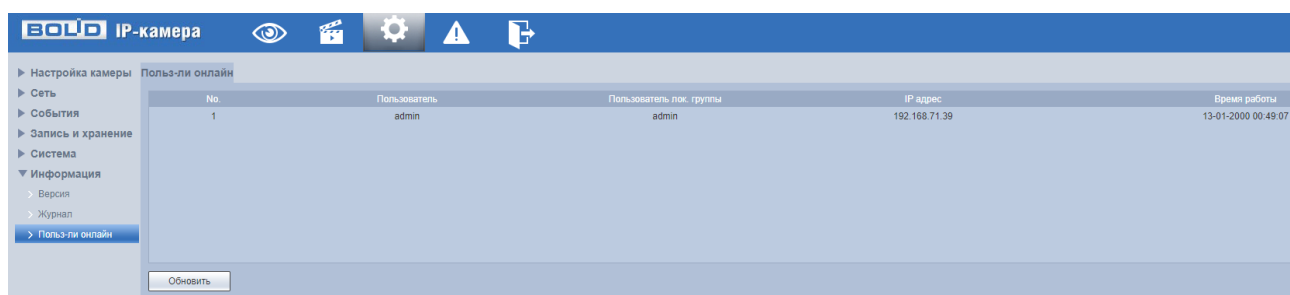 BOLID IP-камера
Настройка камеры
Польз-ли онлайн
Сеть
События
Запись и хранение
Система
Информация
Версия
Журнал
Польз-ли онлайн
No. Пользователь Пользователь лок. группы IP адрес Время работы
1 admin admin 192.168.71.39 13-01-2000 00:49:07
Обновить